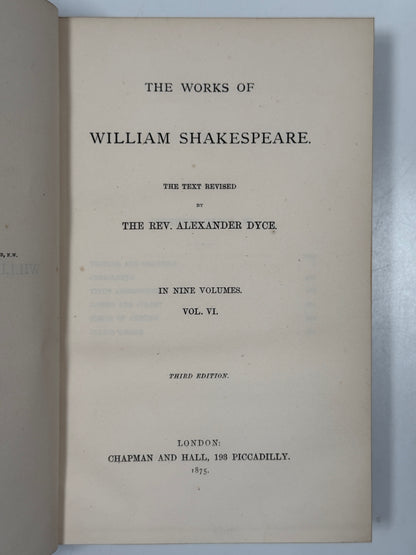 THE WORKS OF
WILLIAM SHAKESPEARE.
THE TEXT REVISED
BY
THE REV. ALEXANDER DYCE.
IN NINE VOLUMES.
VOL. VI.
THIRD EDITION.
LONDON:
CHAPMAN AND HALL, 193 PICCADILLY.
1875.